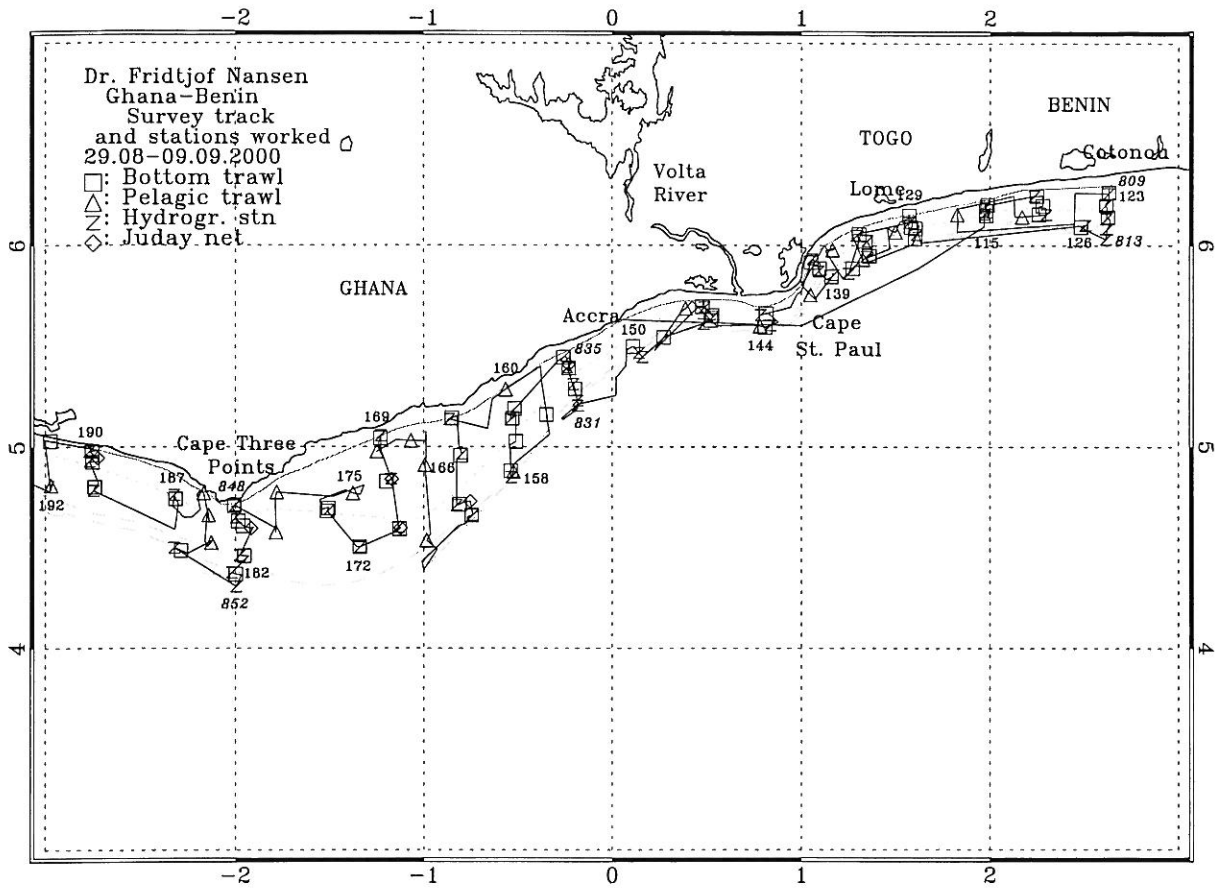 -2 -1 0 1 2
Dr. Fridtjof Nansen
Ghana-Benin
Survey track
and stations worked
29.08-09.09.2000
□: Bottom trawl
△: Pelagic trawl
Z: Hydrogr. stn
◇: Juday net
BENIN
TOGO
Cotonou
Volta
River
Lome
129
809
123
6
115
126
813
6
GHANA
139
Accra
150
144
Cape
St. Paul
835
160
831
169
190
Cape Three
Points
5
166
175
158
5
187
848
192
172
182
852
4
4
-2 -1 0 1 2